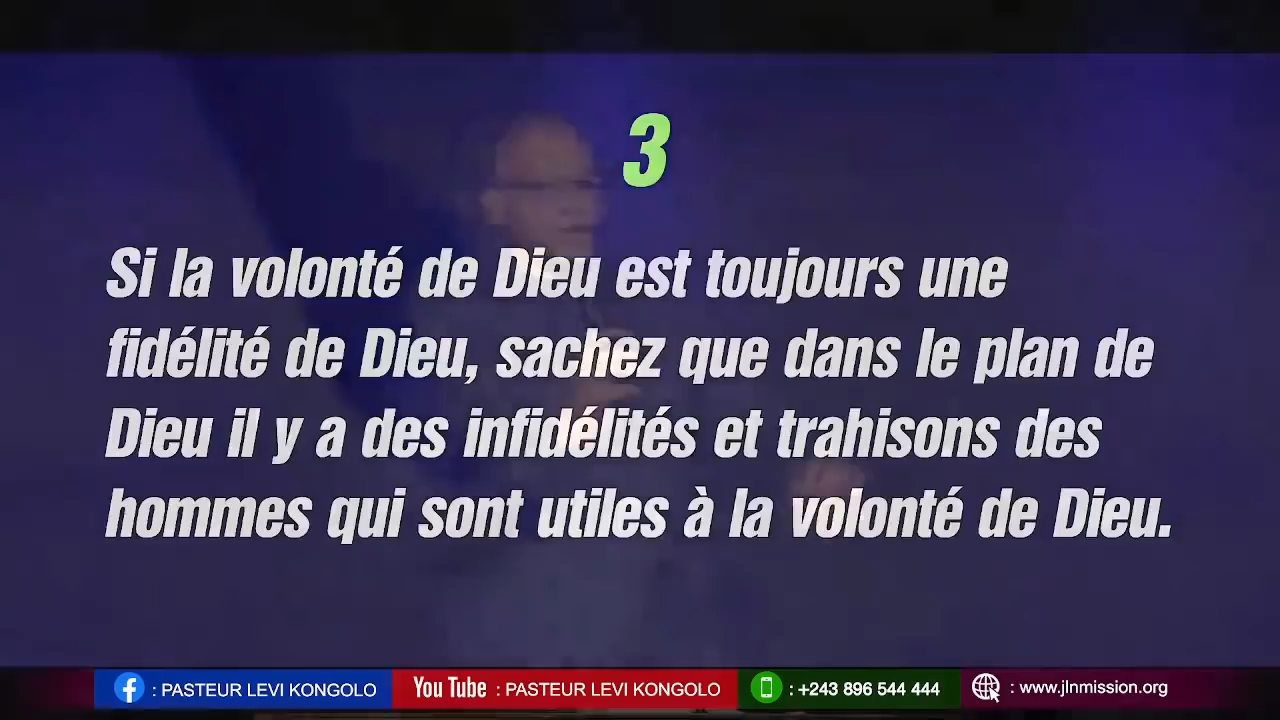 3
Si la volonté de Dieu est toujours une
fidélité de Dieu, sachez que dans le plan de
Dieu il y a des infidélités et trahisons des
hommes qui sont utiles à la volonté de Dieu.
: PASTEUR LEVI KONGOLO You Tube : PASTEUR LEVI KONGOLO : +243 896 544 444 : www.jlnmission.org